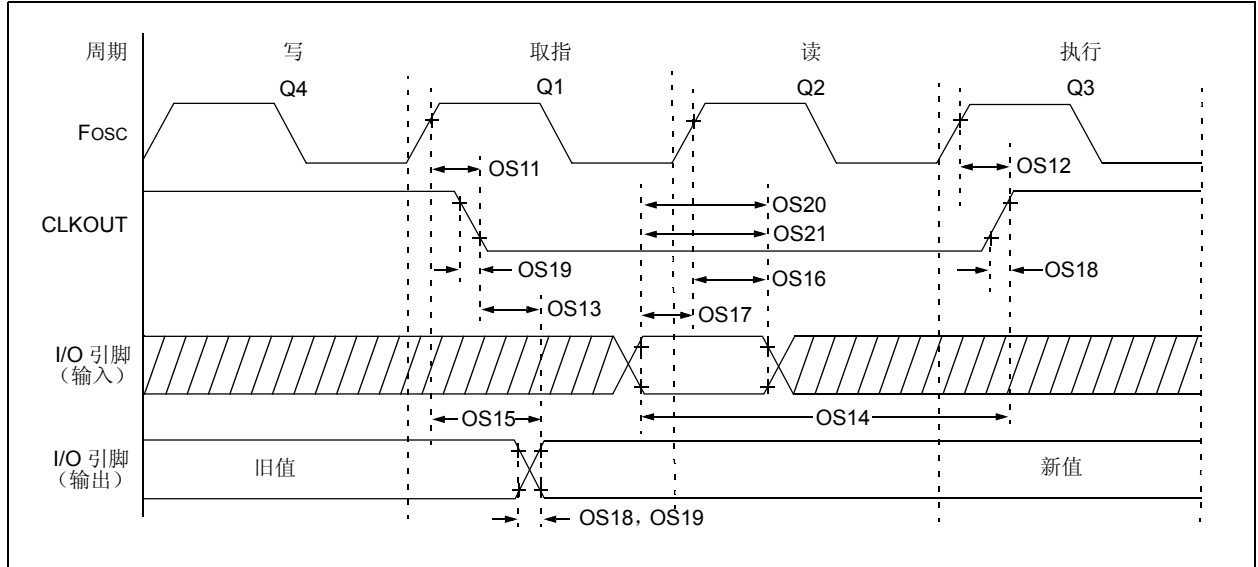 周期 写 取指 读 执行
Q4 Q1 Q2 Q3
Fosc
OS11 OS12
OS20
CLKOUT
OS21
OS19 OS16 OS18
OS13 OS17
I/O 引脚
（输入）
OS15 OS14
I/O 引脚
（输出）
旧值 新值
OS18，OS19